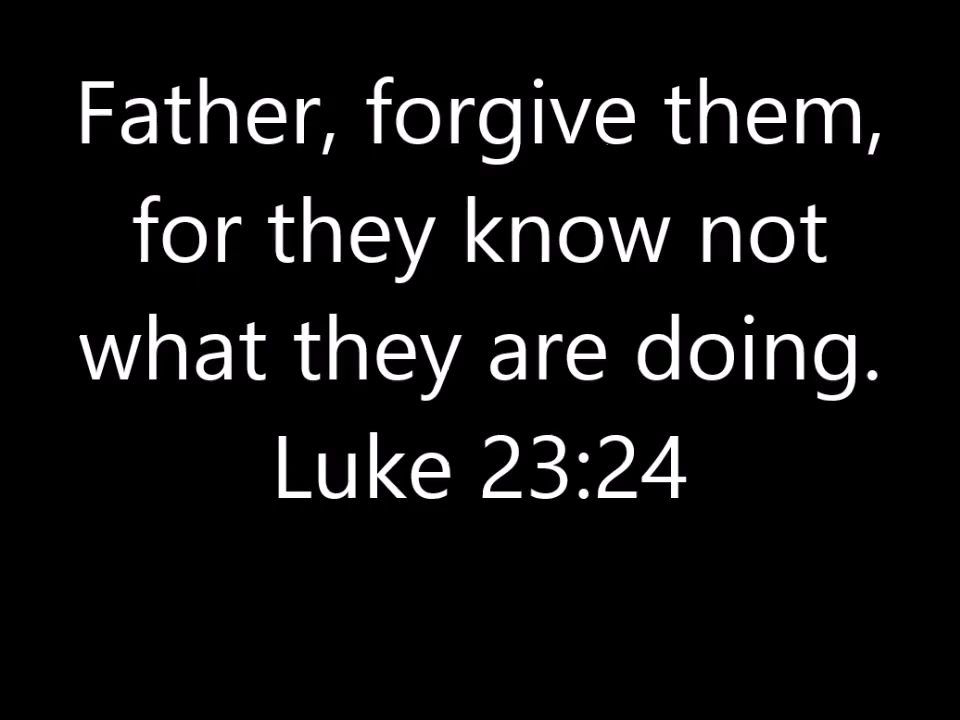 Father, forgive them,
for they know not
what they are doing.
Luke 23:24